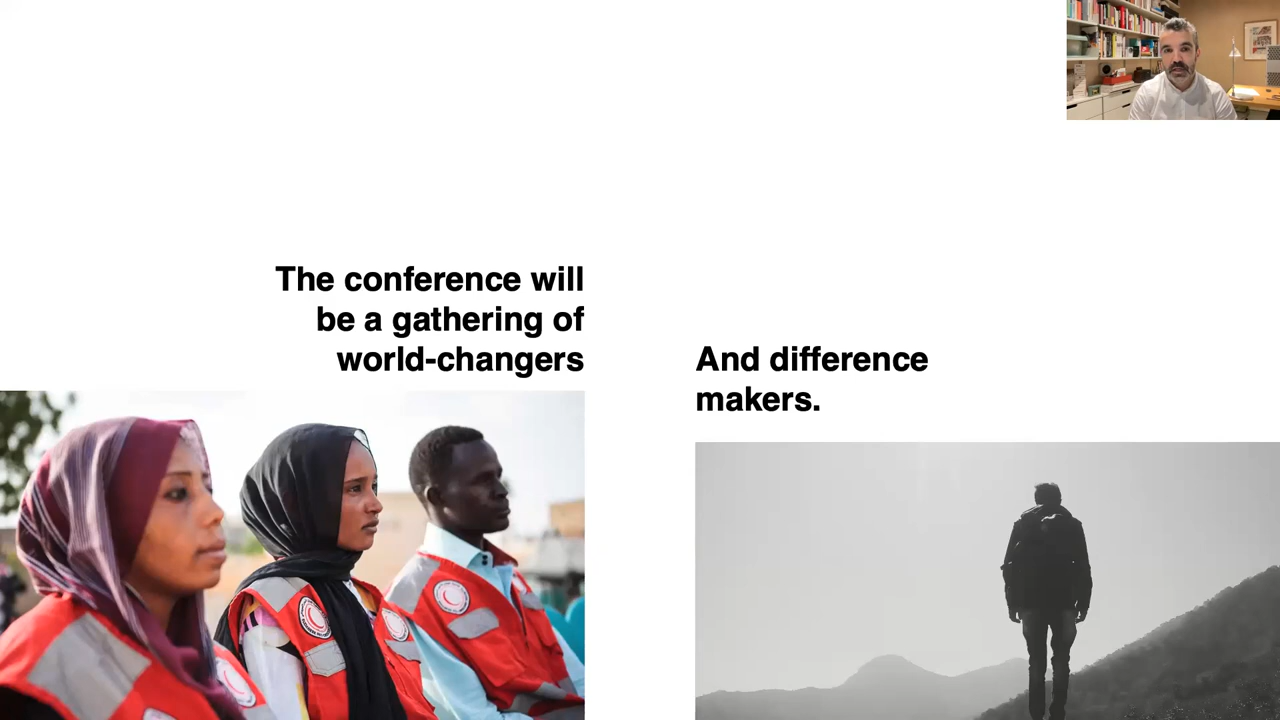 The conference will
be a gathering of
world-changers
And difference
makers.